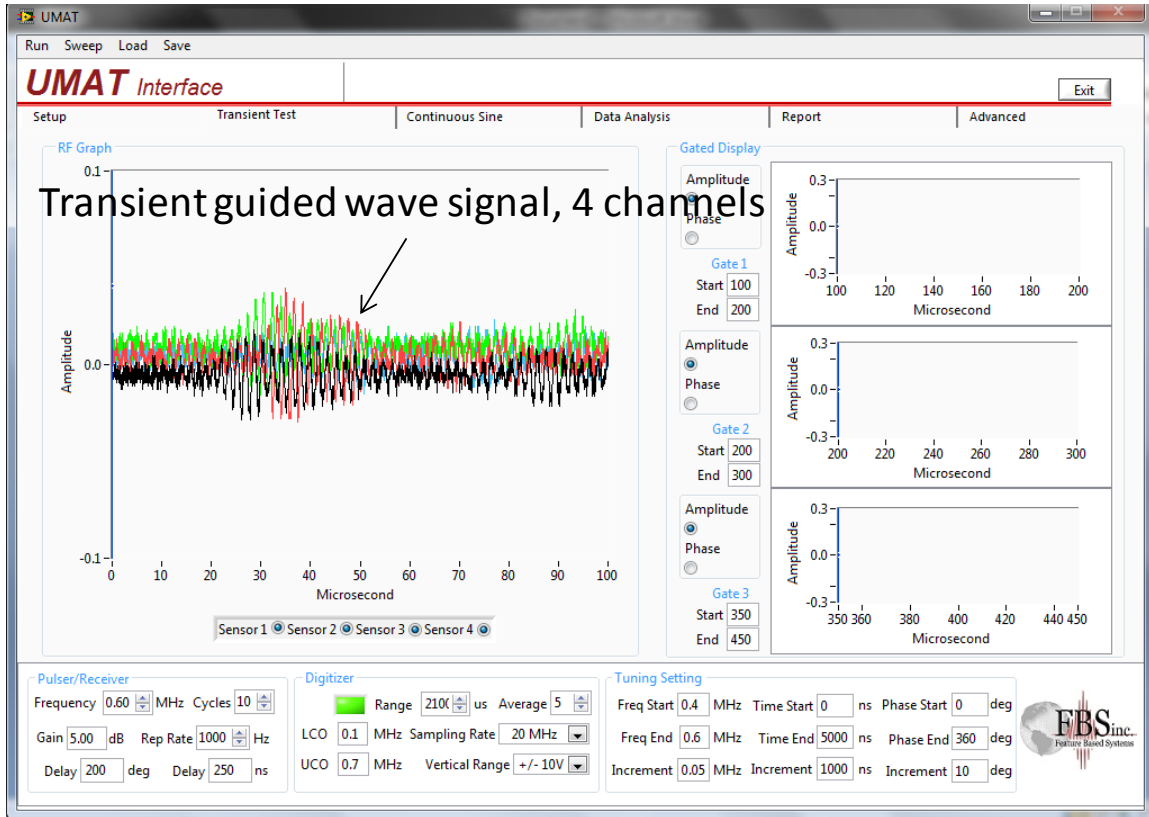 UMAT
Run Sweep Load Save
UMAT Interface
Exit
Setup Transient Test Continuous Sine Data Analysis Report Advanced
RF Graph
Transient guided wave signal, 4 channels
0.1
0.0
-0.1
Amplitude
0 10 20 30 40 50 60 70 80 90 100
Microsecond
Sensor 1 Sensor 2 Sensor 3 Sensor 4
Gated Display
Amplitude
Phase
Gate 1
Start 100
End 200
0.3
0.0
-0.3
Amplitude
100 120 140 160 180 200
Microsecond
Amplitude
Phase
Gate 2
Start 200
End 300
0.3
0.0
-0.3
Amplitude
200 220 240 260 280 300
Microsecond
Amplitude
Phase
Gate 3
Start 350
End 450
0.3
0.0
-0.3
Amplitude
350 360 380 400 420 440 450
Microsecond
Pulser/Receiver
Frequency 0.60 MHz Cycles 10
Gain 5.00 dB Rep Rate 1000 Hz
Delay 200 deg Delay 250 ns
Digitizer
Range 210( us Average 5
LCO 0.1 MHz Sampling Rate 20 MHz
UCO 0.7 MHz Vertical Range +/- 10V
Tuning Setting
Freq Start 0.4 MHz Time Start 0 ns Phase Start 0 deg
Freq End 0.6 MHz Time End 5000 ns Phase End 360 deg
Increment 0.05 MHz Increment 1000 ns Increment 10 deg
FBS inc.
Feature Based Systems